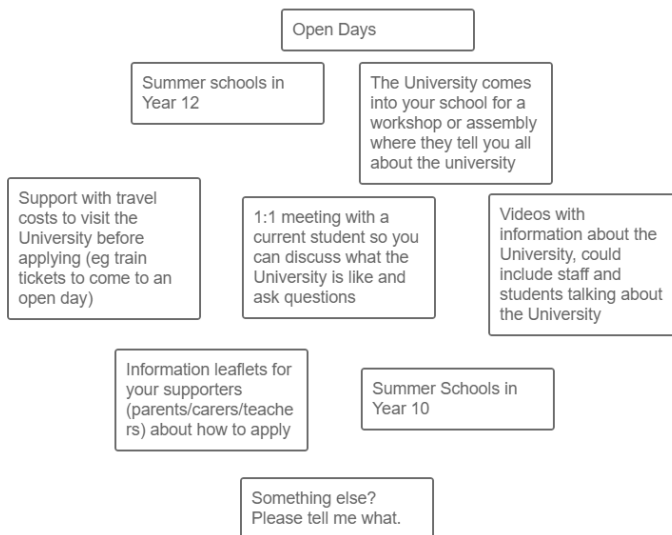 Open Days
Summer schools in
Year 12
The University comes
into your school for a
workshop or assembly
where they tell you all
about the university
Support with travel
costs to visit the
University before
applying (eg train
tickets to come to an
open day)
1:1 meeting with a
current student so you
can discuss what the
University is like and
ask questions
Videos with
information about the
University, could
include staff and
students talking about
the University
Information leaflets for
your supporters
(parents/carers/teache
rs) about how to apply
Summer Schools in
Year 10
Something else?
Please tell me what.